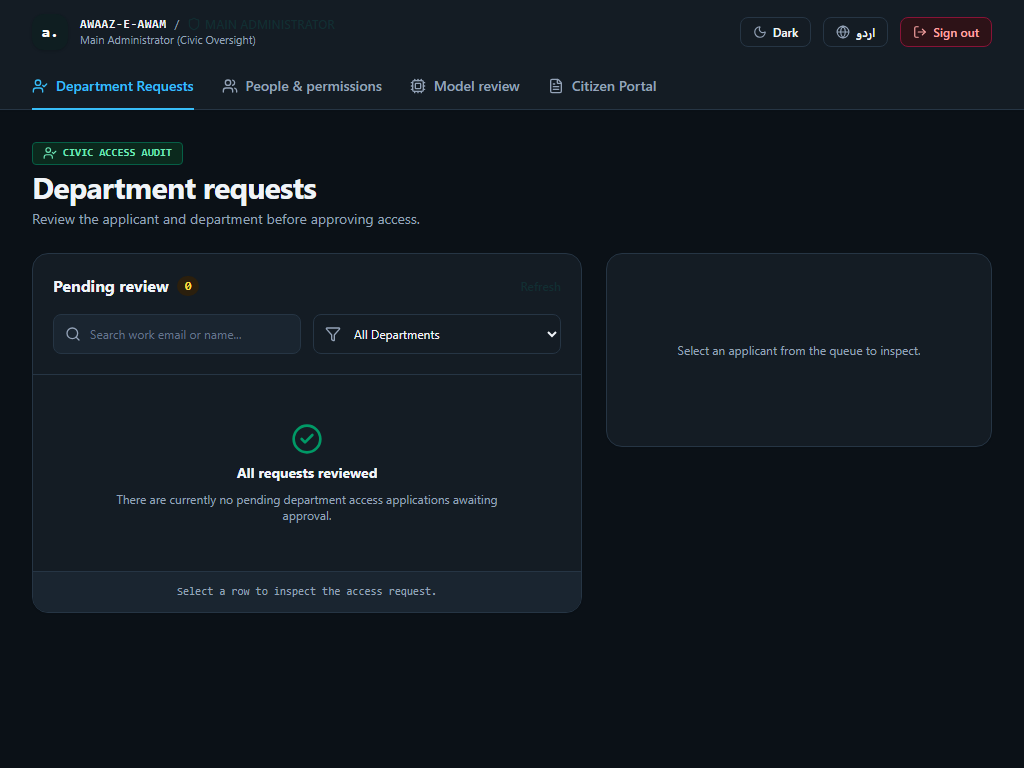 a.
AWAAZ-E-AWAM / MAIN ADMINISTRATOR
Main Administrator (Civic Oversight)
Dark
اردو
Sign out
Department Requests
People & permissions
Model review
Citizen Portal
CIVIC ACCESS AUDIT
Department requests
Review the applicant and department before approving access.
Pending review 0
Refresh
Search work email or name...
All Departments
All requests reviewed
There are currently no pending department access applications awaiting
approval.
Select a row to inspect the access request.
Select an applicant from the queue to inspect.